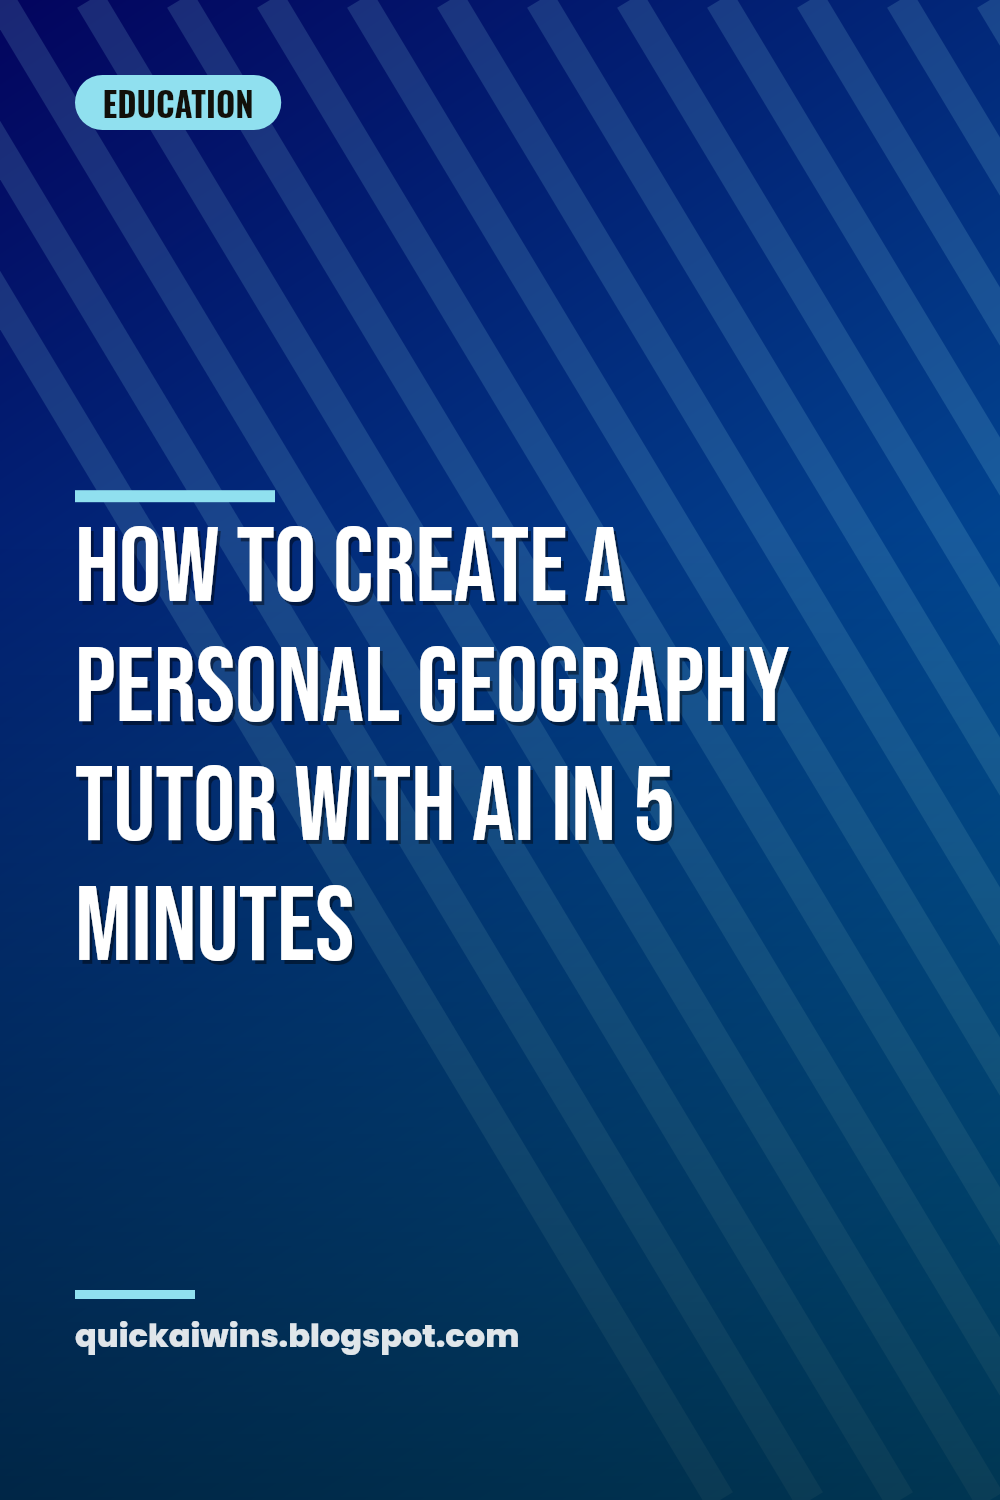 EDUCATION
HOW TO CREATE A
PERSONAL GEOGRAPHY
TUTOR WITH AI IN 5
MINUTES
quickaiwins.blogspot.com